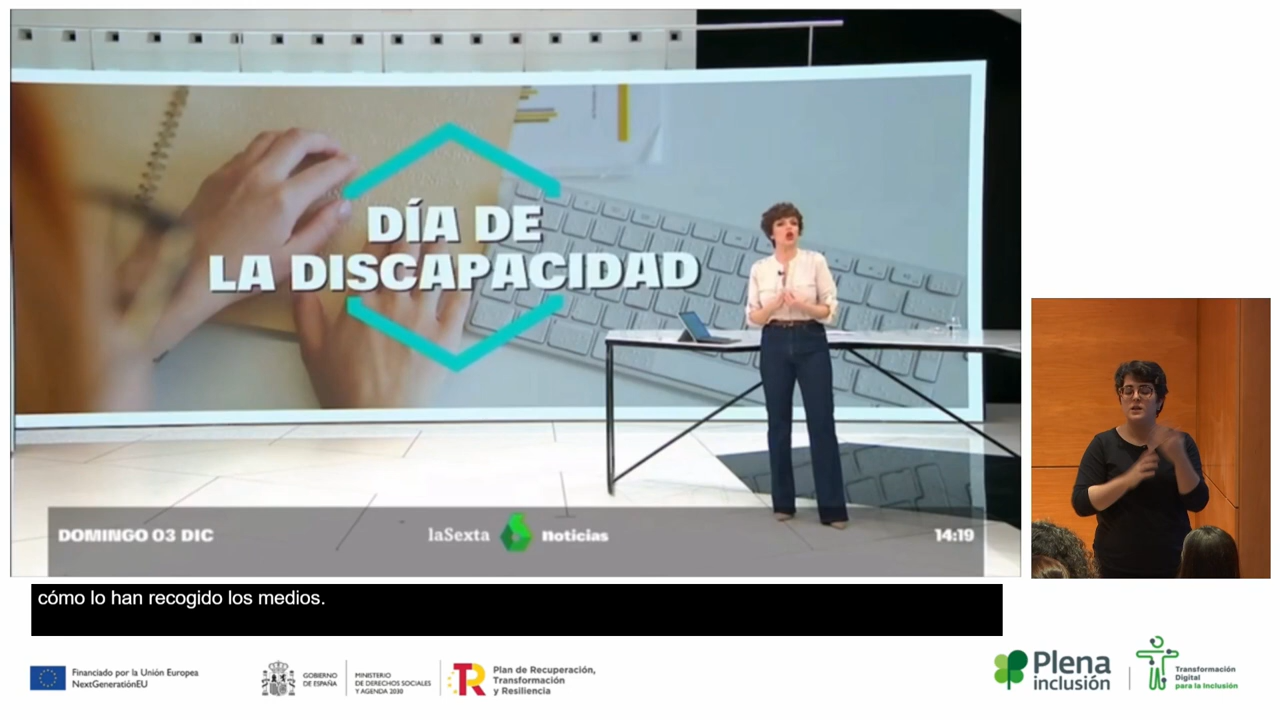 DÍA DE
LA DISCAPACIDAD
DOMINGO 03 DIC
laSexta Noticias
14:19
cómo lo han recogido los medios.
Financiado por la Unión Europea
NextGenerationEU
GOBIERNO
DE ESPAÑA
MINISTERIO
DE DERECHOS SOCIALES
Y AGENDA 2030
Plan de Recuperación,
Transformación
y Resiliencia
Plena
inclusión
Transformación
Digital
para la Inclusión